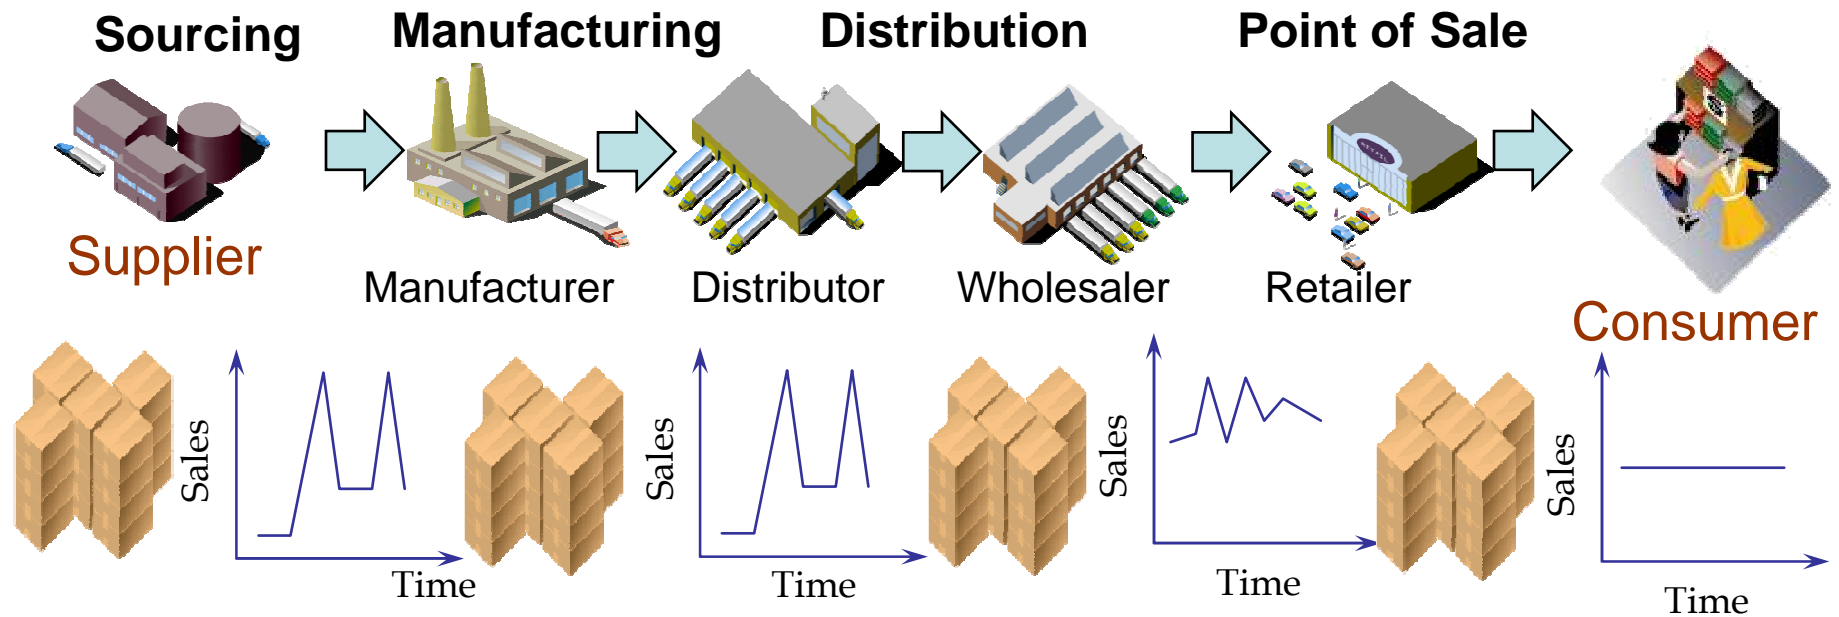 Sourcing
Manufacturing
Distribution
Point of Sale
Supplier
Manufacturer
Distributor
Wholesaler
Retailer
Consumer
Sales
Time
Sales
Time
Sales
Time
Sales
Time